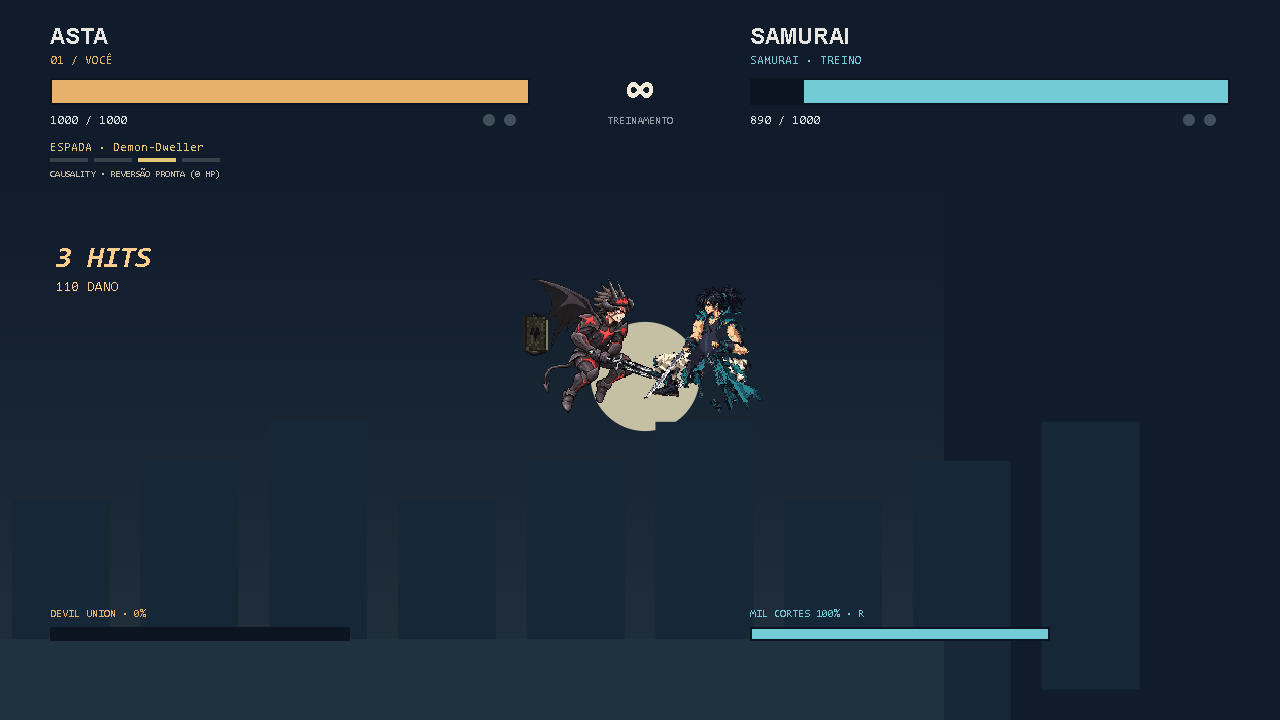 ASTA
01 / VOCÊ
1000 / 1000
ESPADA · Demon-Dweller
CAUSALITY · REVERSÃO PRONTA (0 HP)
∞
TREINAMENTO
SAMURAI
SAMURAI · TREINO
890 / 1000
3 HITS
110 DANO
DEVIL UNION · 0%
MIL CORTES 100% · R